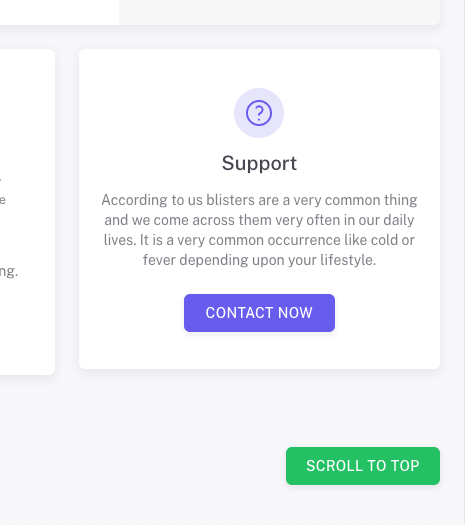 e
ng.
Support
According to us blisters are a very common thing
and we come across them very often in our daily
lives. It is a very common occurrence like cold or
fever depending upon your lifestyle.
CONTACT NOW
SCROLL TO TOP